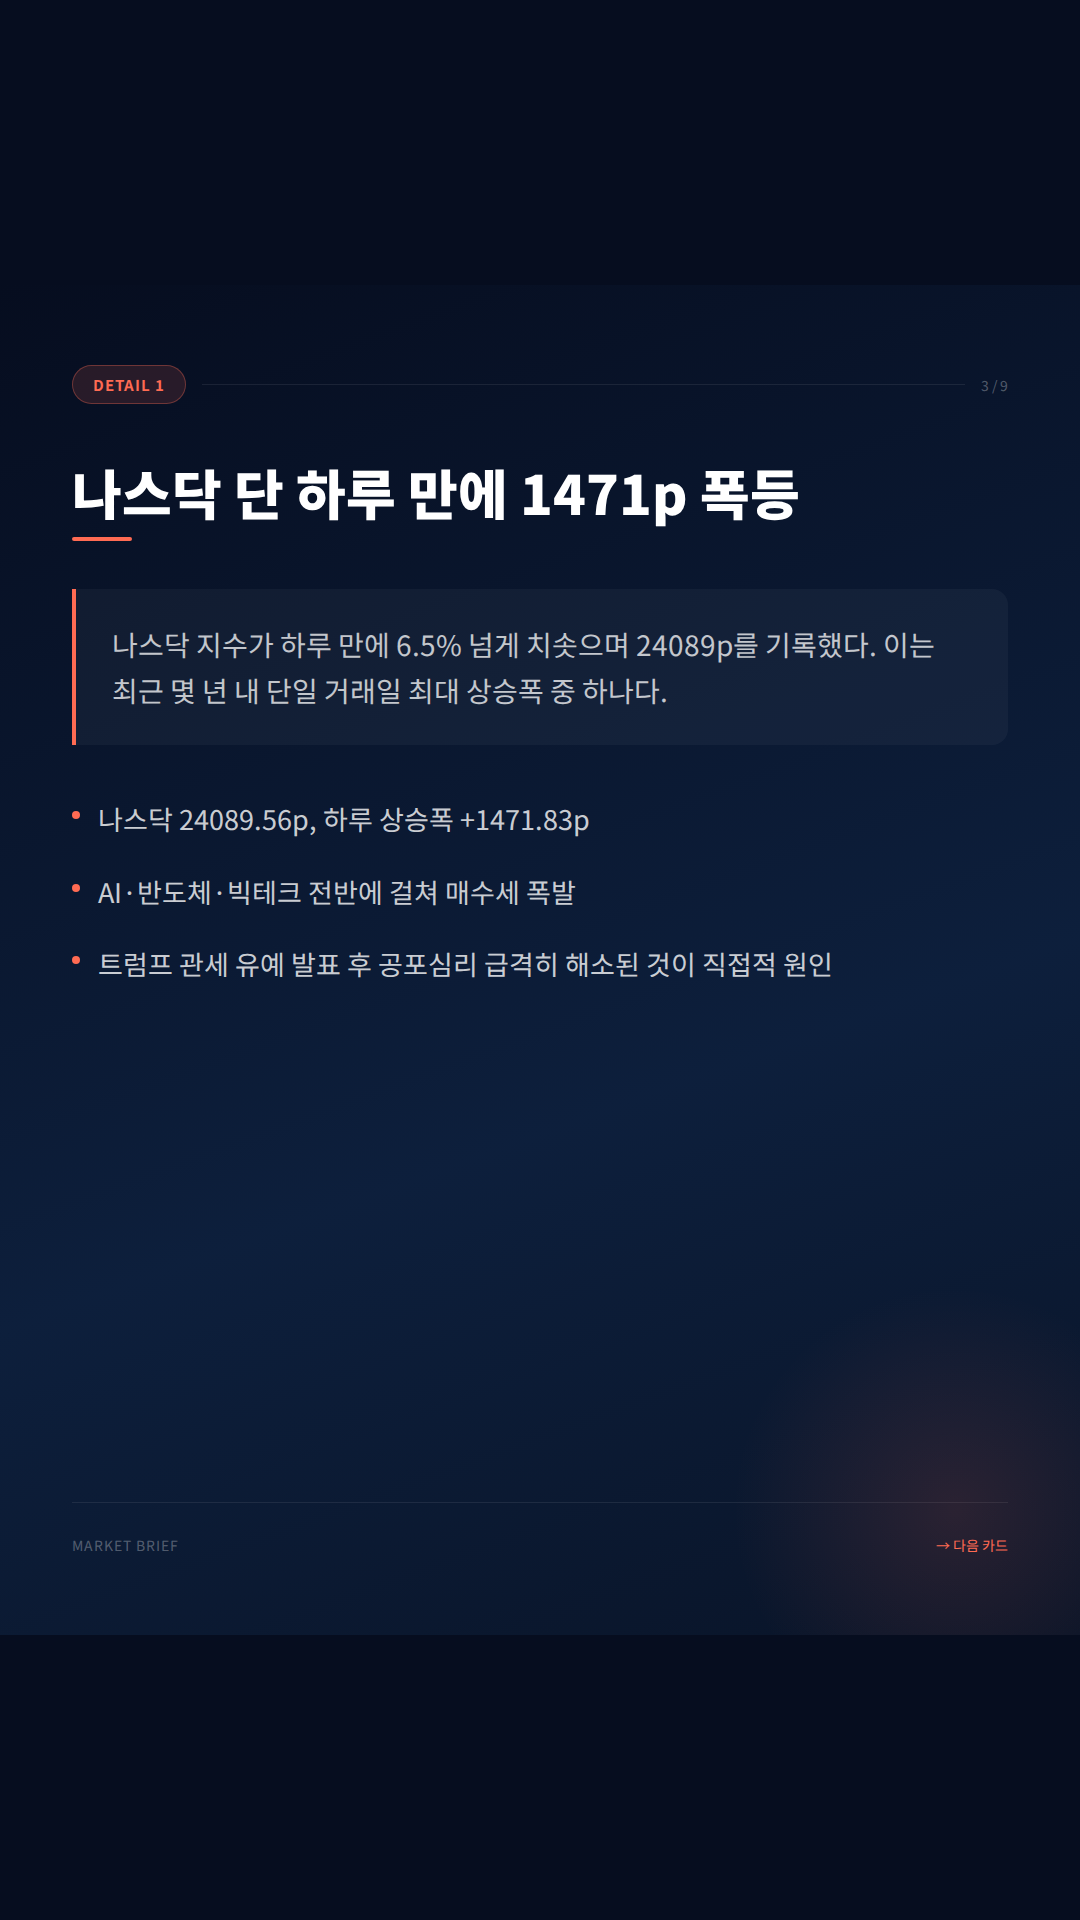 DETAIL 1
3 / 9
나스닥 단 하루 만에 1471p 폭등
나스닥 지수가 하루 만에 6.5% 넘게 치솟으며 24089p를 기록했다. 이는
최근 몇 년 내 단일 거래일 최대 상승폭 중 하나다.
• 나스닥 24089.56p, 하루 상승폭 +1471.83p
• AI·반도체·빅테크 전반에 걸쳐 매수세 폭발
• 트럼프 관세 유예 발표 후 공포심리 급격히 해소된 것이 직접적 원인
MARKET BRIEF
→ 다음 카드